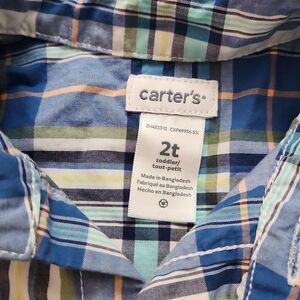 carter's
2t
toddler/
tout-petit
Made in Bangladesh
Fabriqué au Bangladesh
Hecho en Bangladesh